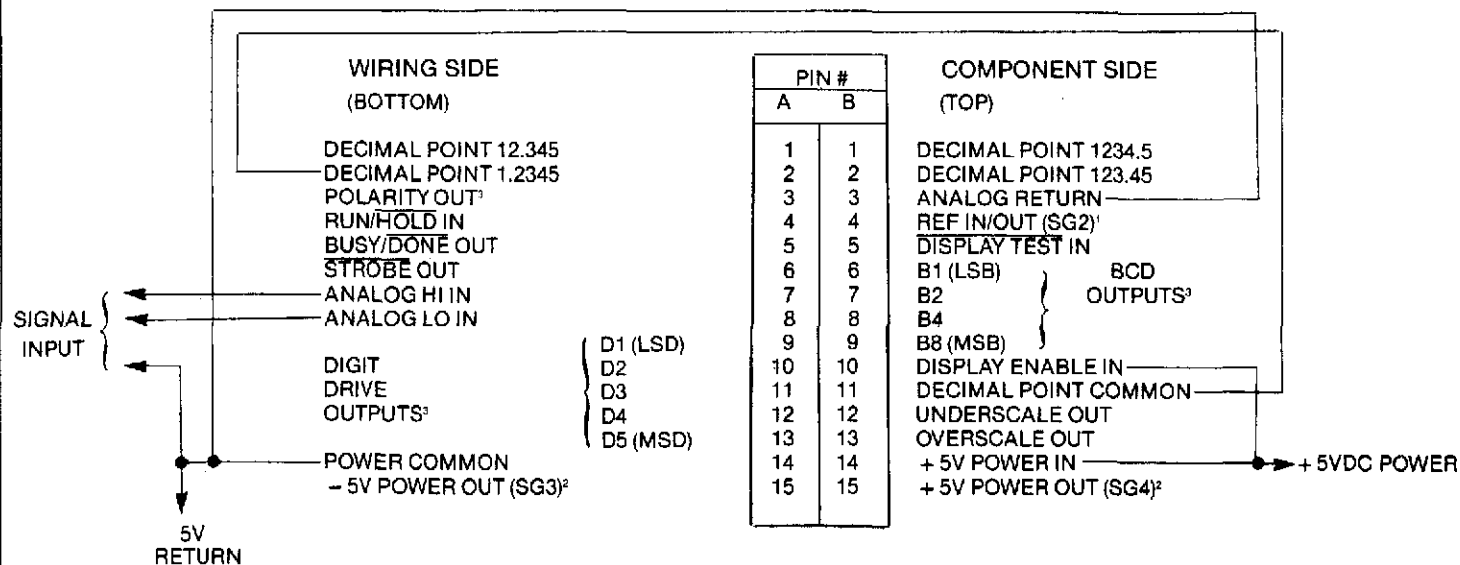 WIRING SIDE
(BOTTOM)
PIN #
A B
COMPONENT SIDE
(TOP)
DECIMAL POINT 12.345 1 1 DECIMAL POINT 1234.5
DECIMAL POINT 1.2345 2 2 DECIMAL POINT 123.45
POLARITY OUT³ 3 3 ANALOG RETURN
RUN/HOLD IN 4 4 REF IN/OUT (SG2)¹
BUSY/DONE OUT 5 5 DISPLAY TEST IN
STROBE OUT 6 6 B1 (LSB)
ANALOG HI IN 7 7 B2
ANALOG LO IN 8 8 B4
D1 (LSD) 9 9 B8 (MSB)
BCD
OUTPUTS³
SIGNAL
INPUT
DIGIT
DRIVE
OUTPUTS³
D2 10 10 DISPLAY ENABLE IN
D3 11 11 DECIMAL POINT COMMON
D4 12 12 UNDERSCALE OUT
D5 (MSD) 13 13 OVERSCALE OUT
POWER COMMON 14 14 + 5V POWER IN + 5VDC POWER
– 5V POWER OUT (SG3)² 15 15 + 5V POWER OUT (SG4)²
5V
RETURN